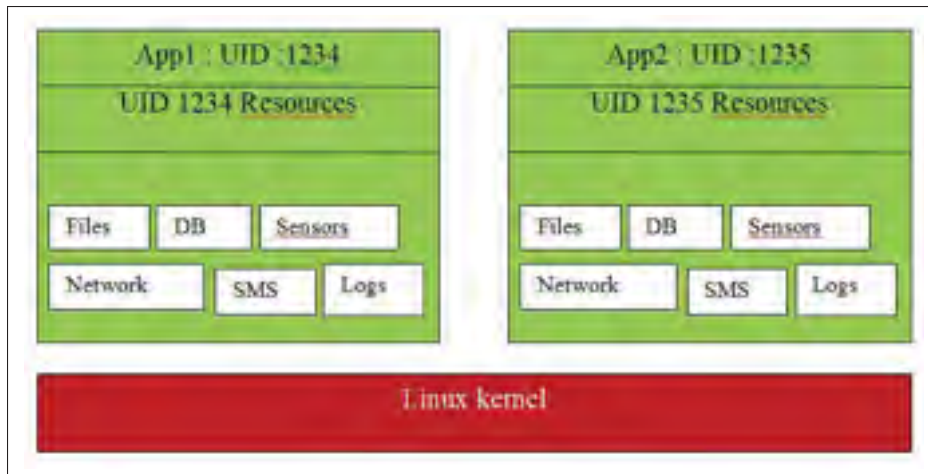 App1 : UID :1234
UID 1234 Resources
Files DB Sensors
Network SMS Logs
App2 : UID :1235
UID 1235 Resources
Files DB Sensors
Network SMS Logs
Linux kernel